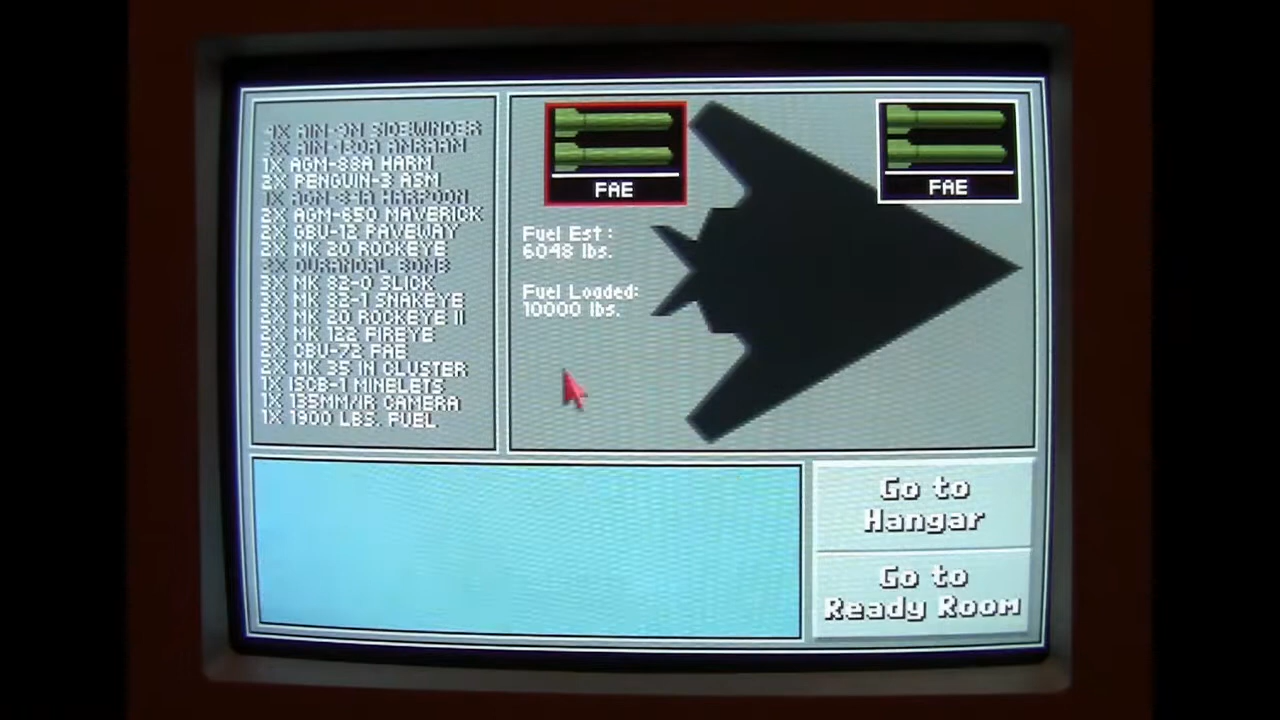 4X AIM-9M SIDEWINDER
3X AIM-120A AMRAAM
1X AGM-88A HARM
2X PENGUIN-3 ASM
1X AGM-84A HARPOON
2X AGM-65D MAVERICK
2X GBU-12 PAVEWAY
2X MK 20 ROCKEYE
2X DURANDAL BOMB
3X MK 82-0 SLICK
3X MK 82-1 SNAKEYE
2X MK 20 ROCKEYE II
2X MK 122 FIREYE
2X CBU-72 FAE
2X MK 35 IN CLUSTER
1X ISCB-1 MINELETS
1X 135MM/IR CAMERA
1X 1900 LBS. FUEL
FAE
FAE
Fuel Est :
6048 lbs.
Fuel Loaded:
10000 lbs.
Go to
Hangar
Go to
Ready Room